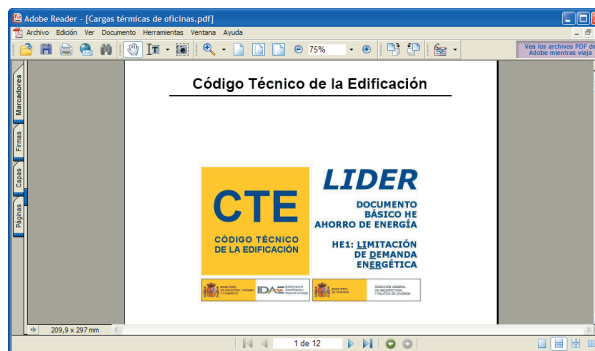 Adobe Reader - [Cargas térmicas de oficinas.pdf]
Archivo Edición Ver Documento Herramientas Ventana Ayuda
75%
Vea los archivos PDF de
Adobe mientras viaja
Marcadores
Firmas
Capas
Páginas
Código Técnico de la Edificación
CTE
CÓDIGO TÉCNICO
DE LA EDIFICACIÓN
LIDER
DOCUMENTO
BÁSICO HE
AHORRO DE ENERGÍA
HE1: LIMITACIÓN
DE DEMANDA
ENERGÉTICA
IDAE
209,9 x 297 mm
1 de 12